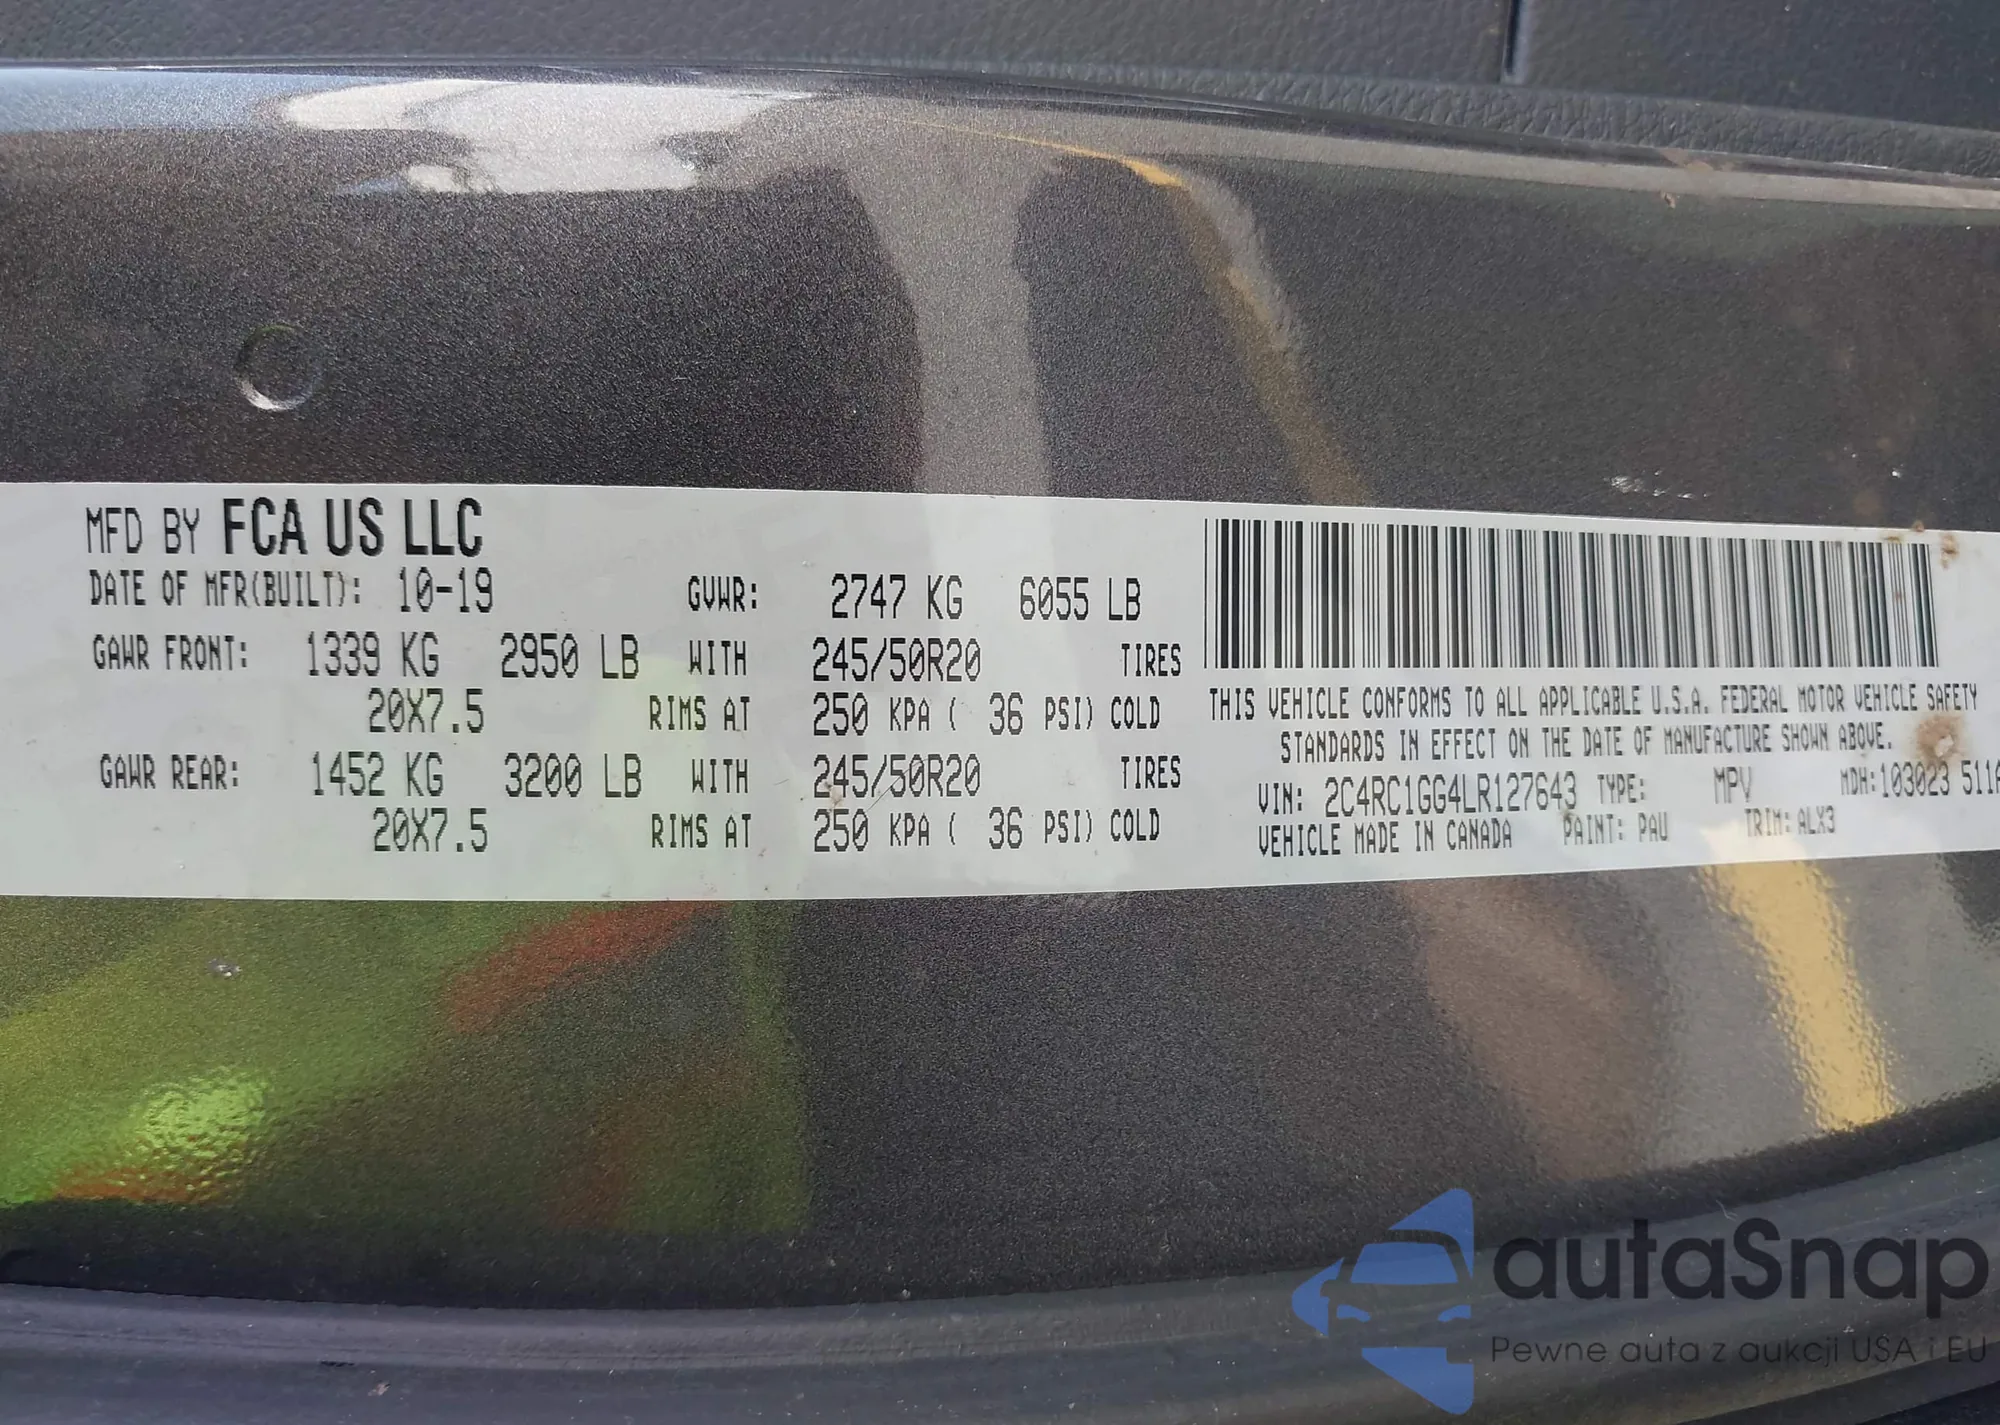 MFD BY FCA US LLC
DATE OF MFR(BUILT): 10-19 GVWR: 2747 KG 6055 LB
GAWR FRONT: 1339 KG 2950 LB WITH 245/50R20 TIRES
20X7.5 RIMS AT 250 KPA ( 36 PSI) COLD
GAWR REAR: 1452 KG 3200 LB WITH 245/50R20 TIRES
20X7.5 RIMS AT 250 KPA ( 36 PSI) COLD
THIS VEHICLE CONFORMS TO ALL APPLICABLE U.S.A. FEDERAL MOTOR VEHICLE SAFETY
STANDARDS IN EFFECT ON THE DATE OF MANUFACTURE SHOWN ABOVE.
VIN: 2C4RC1GG4LR127643 TYPE: MPV MDH:103023 511A
VEHICLE MADE IN CANADA PAINT: PAU TRIM: ALX3
autaSnap
Pewne auta z aukcji USA i EU